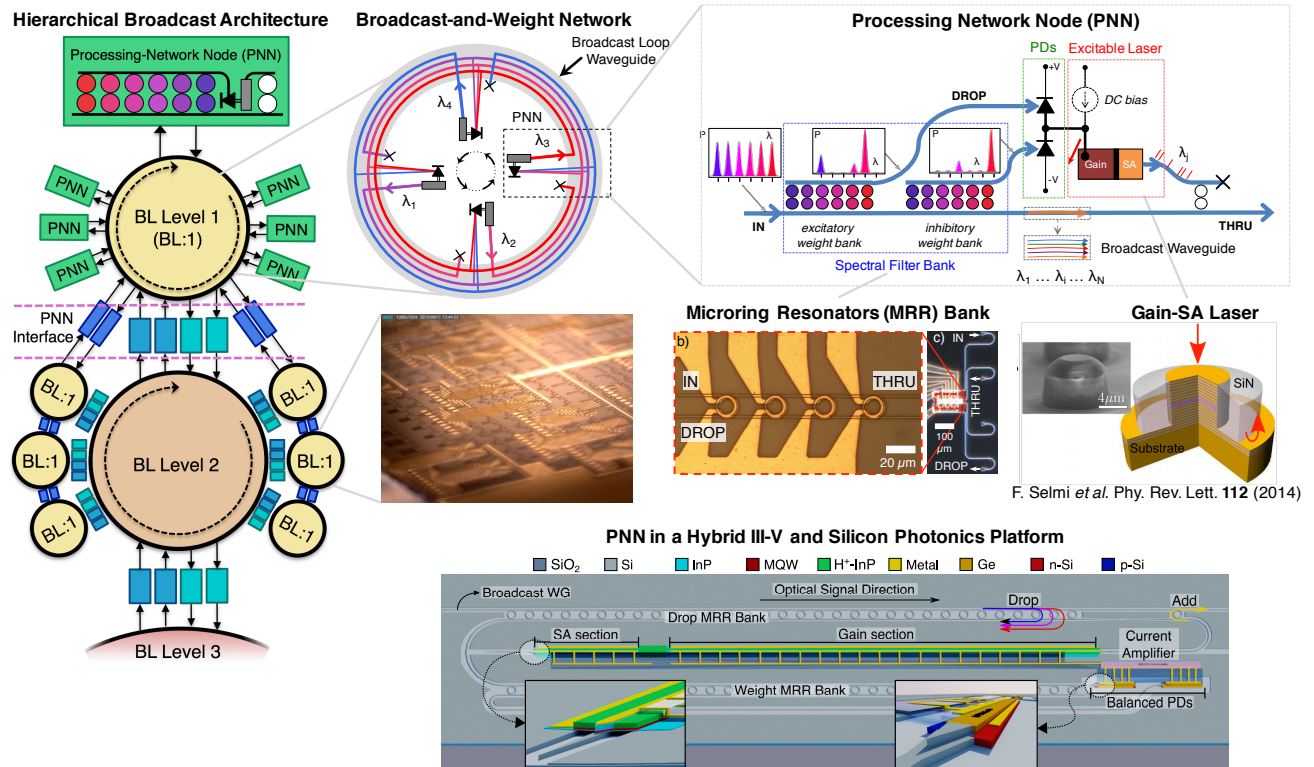 Hierarchical Broadcast Architecture
Processing-Network Node (PNN)
PNN
PNN
PNN
PNN
PNN
PNN
BL Level 1
(BL:1)
PNN
Interface
BL:1
BL:1
BL:1
BL:1
BL:1
BL:1
BL Level 2
BL Level 3
Broadcast-and-Weight Network
Broadcast Loop
Waveguide
PNN
λ4
λ3
λ1
λ2
Processing Network Node (PNN)
PDs
Excitable Laser
+V
DC bias
DROP
P
λ
P
λ
P
λ
Gain
SA
λj
-V
IN
THRU
excitatory
weight bank
inhibitory
weight bank
Spectral Filter Bank
Broadcast Waveguide
λ1 … λi … λN
Microring Resonators (MRR) Bank
b)
IN
THRU
DROP
20 µm
c)
IN
THRU
100
µm
DROP
Gain-SA Laser
4µm
SiN
Substrate
F. Selmi et al. Phy. Rev. Lett. 112 (2014)
PNN in a Hybrid III-V and Silicon Photonics Platform
SiO2
Si
InP
MQW
H+-InP
Metal
Ge
n-Si
p-Si
Broadcast WG
Optical Signal Direction
Drop
Add
Drop MRR Bank
SA section
Gain section
Current
Amplifier
Weight MRR Bank
Balanced PDs